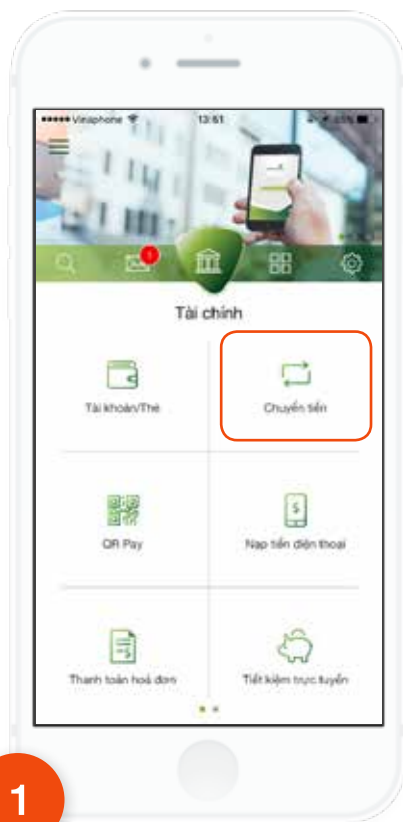 Vinaphone
13:51
1
Tài chính
Tài khoản/Thẻ
Chuyển tiền
QR Pay
Nạp tiền điện thoại
Thanh toán hoá đơn
Tiết kiệm trực tuyến
1